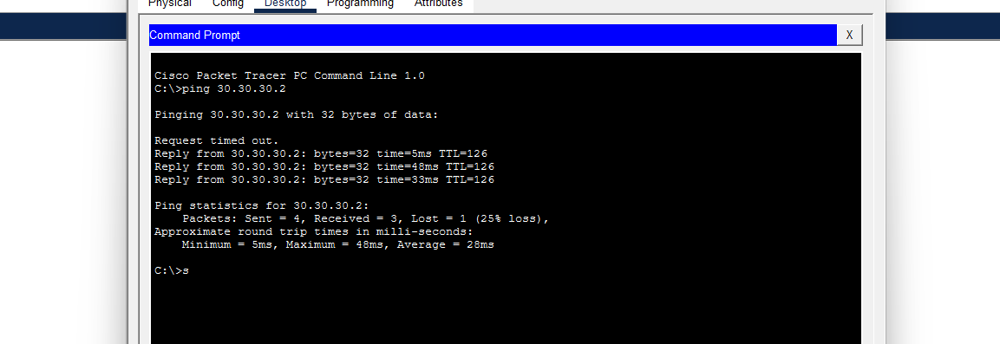 Physical Config Desktop Programming Attributes
Command Prompt X
Cisco Packet Tracer PC Command Line 1.0
C:\>ping 30.30.30.2
Pinging 30.30.30.2 with 32 bytes of data:
Request timed out.
Reply from 30.30.30.2: bytes=32 time=5ms TTL=126
Reply from 30.30.30.2: bytes=32 time=48ms TTL=126
Reply from 30.30.30.2: bytes=32 time=33ms TTL=126
Ping statistics for 30.30.30.2:
    Packets: Sent = 4, Received = 3, Lost = 1 (25% loss),
Approximate round trip times in milli-seconds:
    Minimum = 5ms, Maximum = 48ms, Average = 28ms
C:\>s